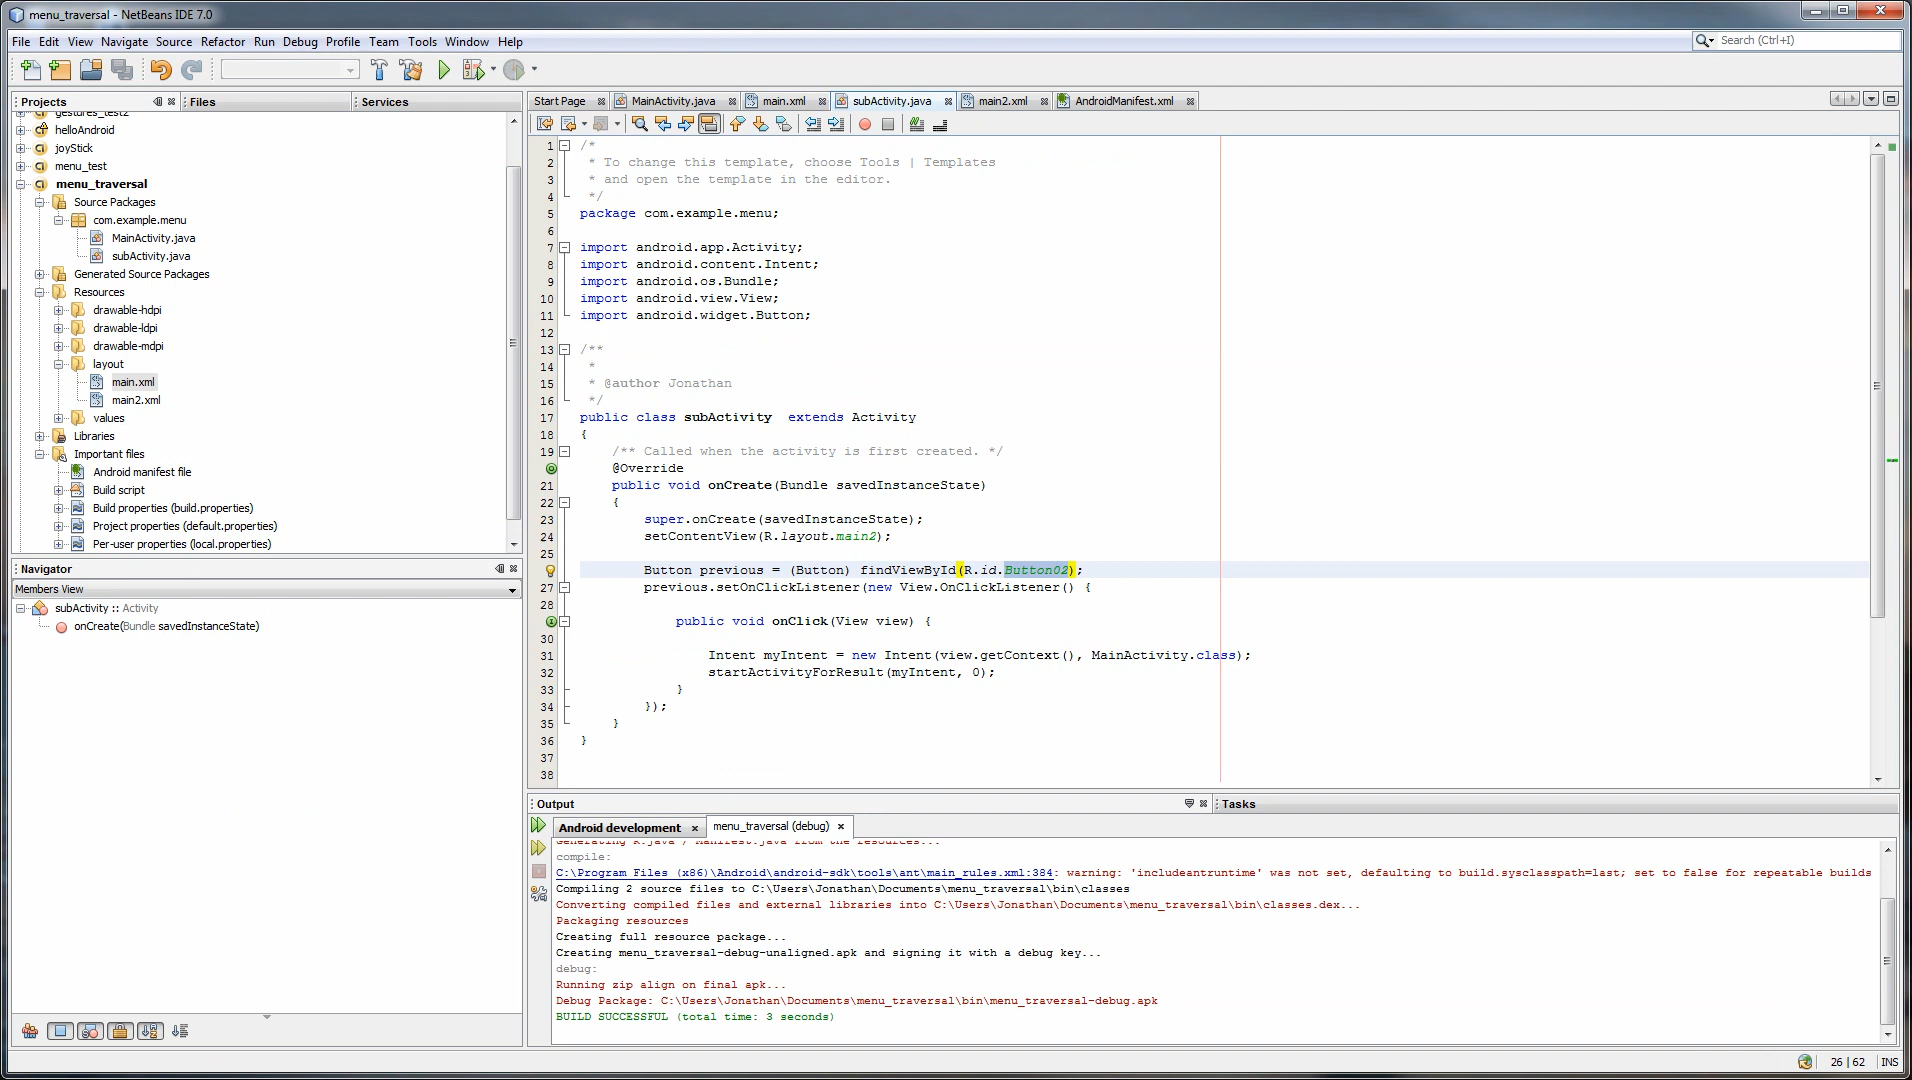 menu_traversal - NetBeans IDE 7.0
File Edit View Navigate Source Refactor Run Debug Profile Team Tools Window Help
Search (Ctrl+I)
Projects Files Services
gestures_test2
helloAndroid
joyStick
menu_test
menu_traversal
Source Packages
com.example.menu
MainActivity.java
subActivity.java
Generated Source Packages
Resources
drawable-hdpi
drawable-ldpi
drawable-mdpi
layout
main.xml
main2.xml
values
Libraries
Important files
Android manifest file
Build script
Build properties (build.properties)
Project properties (default.properties)
Per-user properties (local.properties)
Navigator
Members View
subActivity :: Activity
onCreate(Bundle savedInstanceState)
Start Page MainActivity.java main.xml subActivity.java main2.xml AndroidManifest.xml
1 /*
2 * To change this template, choose Tools | Templates
3 * and open the template in the editor.
4 */
5 package com.example.menu;
6
7 import android.app.Activity;
8 import android.content.Intent;
9 import android.os.Bundle;
10 import android.view.View;
11 import android.widget.Button;
12
13 /**
14 *
15 * @author Jonathan
16 */
17 public class subActivity  extends Activity
18 {
19 /** Called when the activity is first created. */
@Override
21 public void onCreate(Bundle savedInstanceState)
22 {
23 super.onCreate(savedInstanceState);
24 setContentView(R.layout.main2);
25
Button previous = (Button) findViewById(R.id.Button02);
27 previous.setOnClickListener(new View.OnClickListener() {
28
public void onClick(View view) {
30
31 Intent myIntent = new Intent(view.getContext(), MainActivity.class);
32 startActivityForResult(myIntent, 0);
33 }
34 });
35 }
36 }
37
38
Output Tasks
Android development menu_traversal (debug)
Generating R.java / Manifest.java from the resources...
compile:
C:\Program Files (x86)\Android\android-sdk\tools\ant\main_rules.xml:384: warning: 'includeantruntime' was not set, defaulting to build.sysclasspath=last; set to false for repeatable builds
Compiling 2 source files to C:\Users\Jonathan\Documents\menu_traversal\bin\classes
Converting compiled files and external libraries into C:\Users\Jonathan\Documents\menu_traversal\bin\classes.dex...
Packaging resources
Creating full resource package...
Creating menu_traversal-debug-unaligned.apk and signing it with a debug key...
debug:
Running zip align on final apk...
Debug Package: C:\Users\Jonathan\Documents\menu_traversal\bin\menu_traversal-debug.apk
BUILD SUCCESSFUL (total time: 3 seconds)
26 | 62 INS